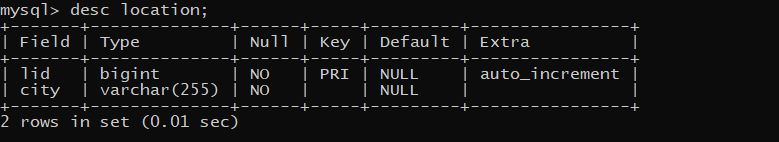 mysql> desc location;
+-------+--------------+------+-----+---------+----------------+
| Field | Type         | Null | Key | Default | Extra          |
+-------+--------------+------+-----+---------+----------------+
| lid   | bigint       | NO   | PRI | NULL    | auto_increment |
| city  | varchar(255) | NO   |     | NULL    |                |
+-------+--------------+------+-----+---------+----------------+
2 rows in set (0.01 sec)